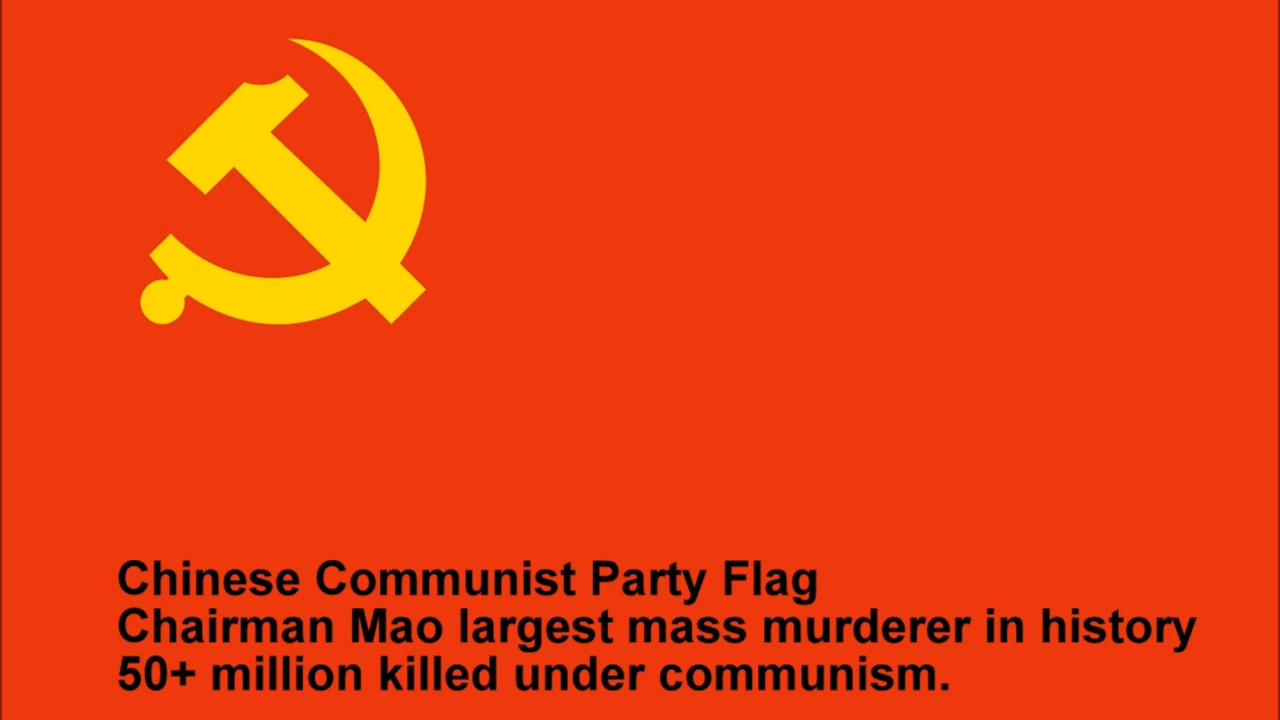 Chinese Communist Party Flag
Chairman Mao largest mass murderer in history
50+ million killed under communism.